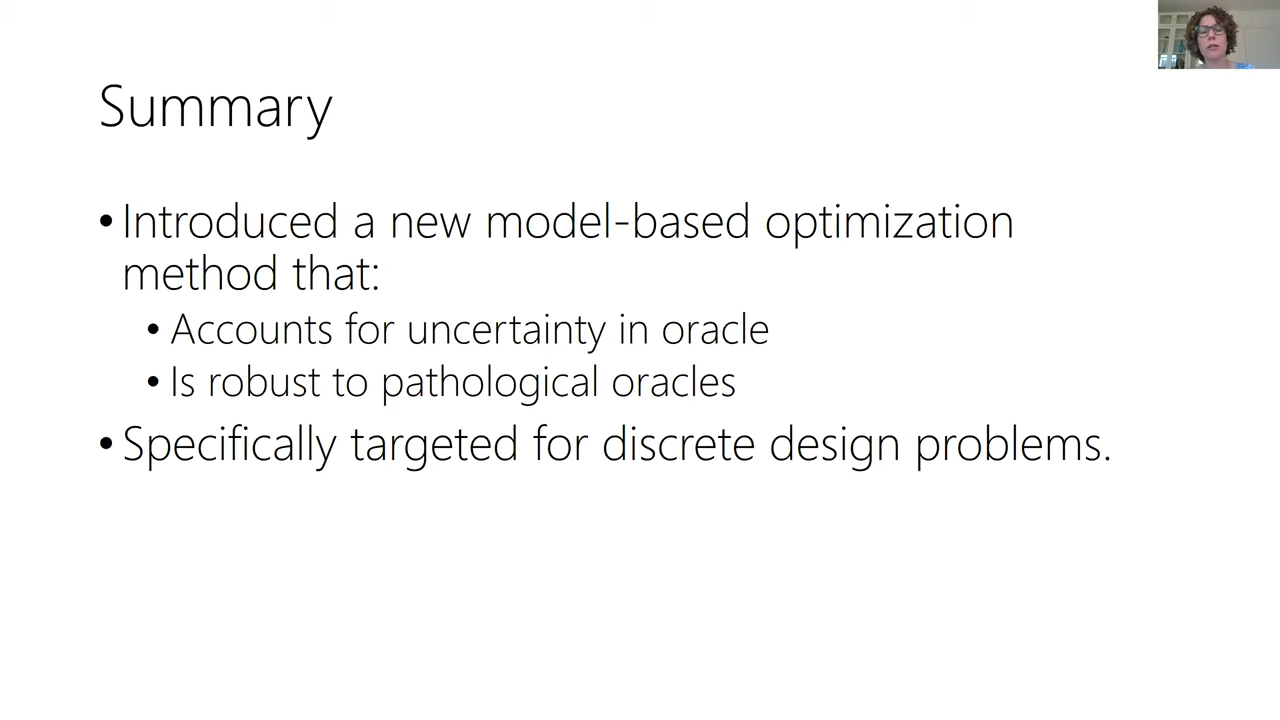 Summary
• Introduced a new model-based optimization
method that:
• Accounts for uncertainty in oracle
• Is robust to pathological oracles
• Specifically targeted for discrete design problems.